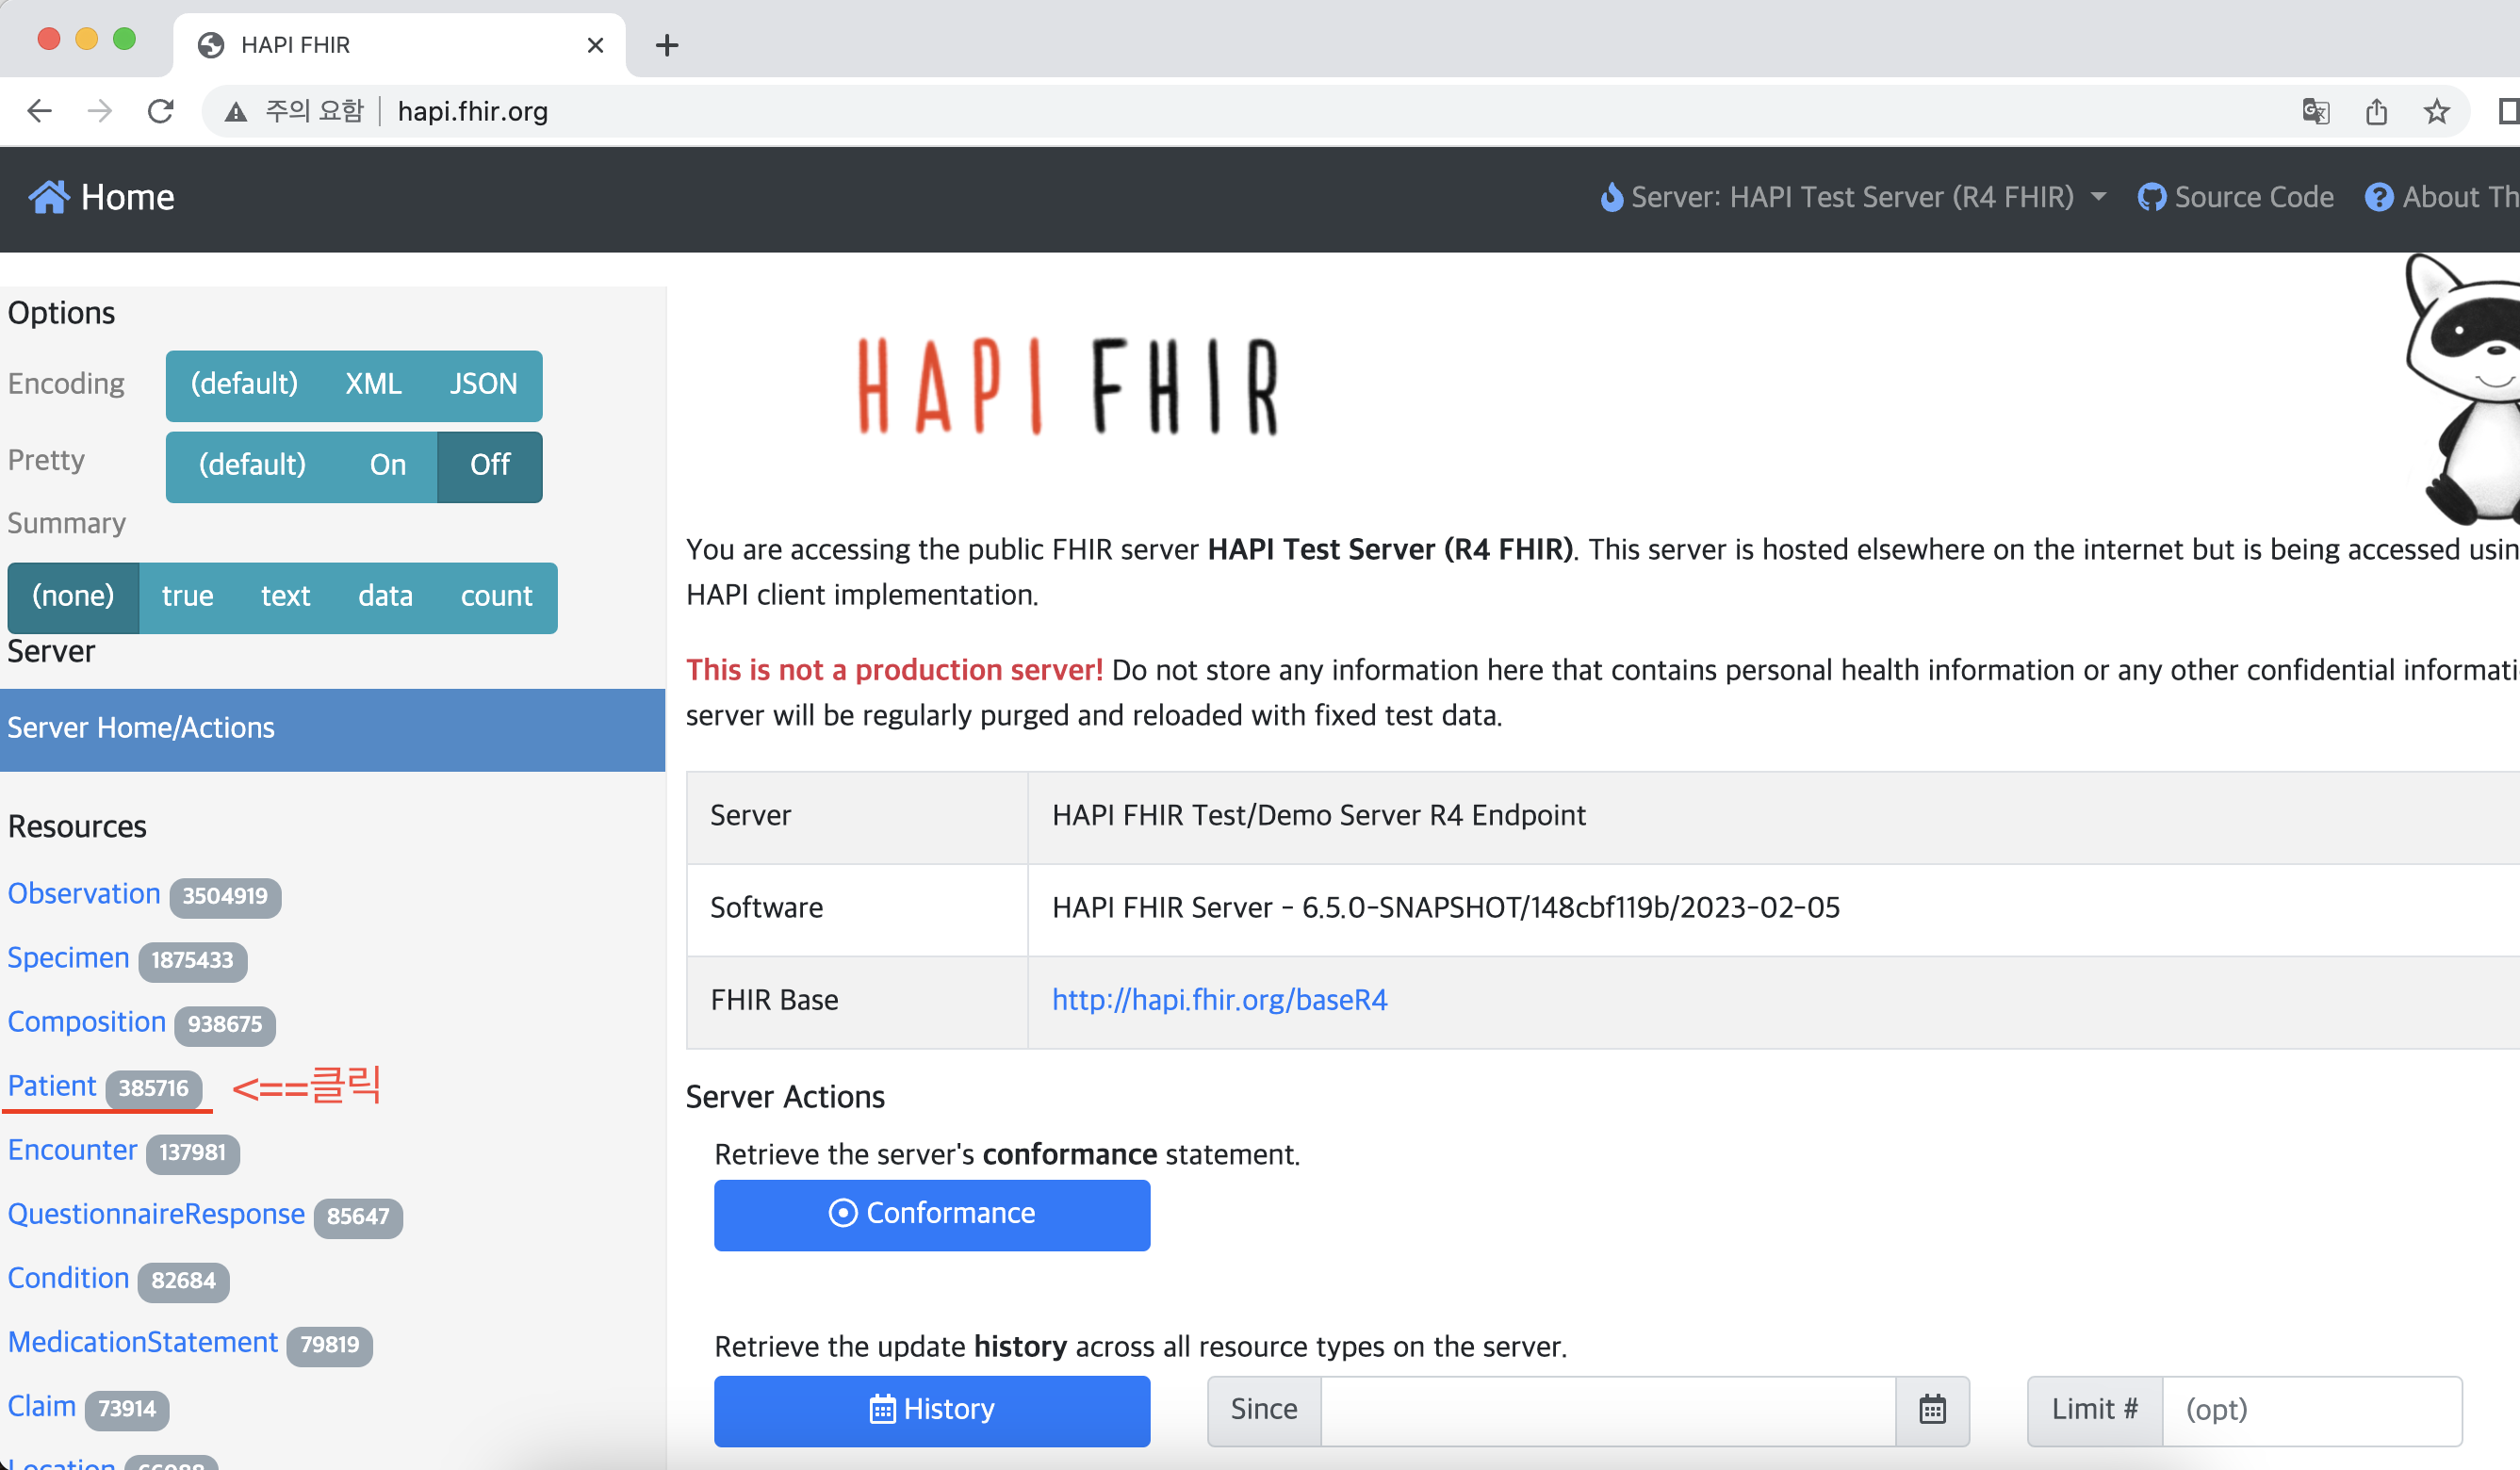 HAPI FHIR
주의 요함 hapi.fhir.org
Home
Server: HAPI Test Server (R4 FHIR)
Source Code
About Th
Options
Encoding (default) XML JSON
Pretty (default) On Off
Summary
(none) true text data count
Server
Server Home/Actions
Resources
Observation 3504919
Specimen 1875433
Composition 938675
Patient 385716 <==클릭
Encounter 137981
QuestionnaireResponse 85647
Condition 82684
MedicationStatement 79819
Claim 73914
Location
HAPI FHIR
You are accessing the public FHIR server HAPI Test Server (R4 FHIR). This server is hosted elsewhere on the internet but is being accessed usin
HAPI client implementation.
This is not a production server! Do not store any information here that contains personal health information or any other confidential informati
server will be regularly purged and reloaded with fixed test data.
Server HAPI FHIR Test/Demo Server R4 Endpoint
Software HAPI FHIR Server - 6.5.0-SNAPSHOT/148cbf119b/2023-02-05
FHIR Base http://hapi.fhir.org/baseR4
Server Actions
Retrieve the server's conformance statement.
Conformance
Retrieve the update history across all resource types on the server.
History Since Limit # (opt)